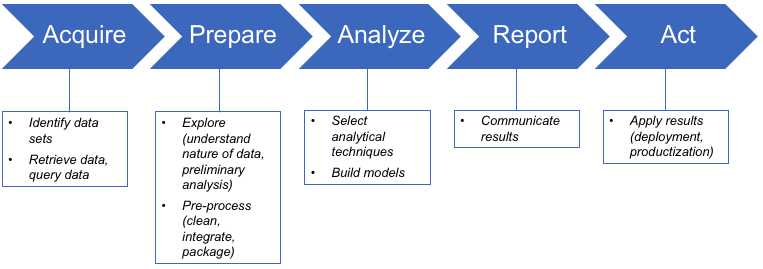 Acquire
Prepare
Analyze
Report
Act
• Identify data
sets
• Retrieve data,
query data
• Explore
(understand
nature of data,
preliminary
analysis)
• Pre-process
(clean,
integrate,
package)
• Select
analytical
techniques
• Build models
• Communicate
results
• Apply results
(deployment,
productization)